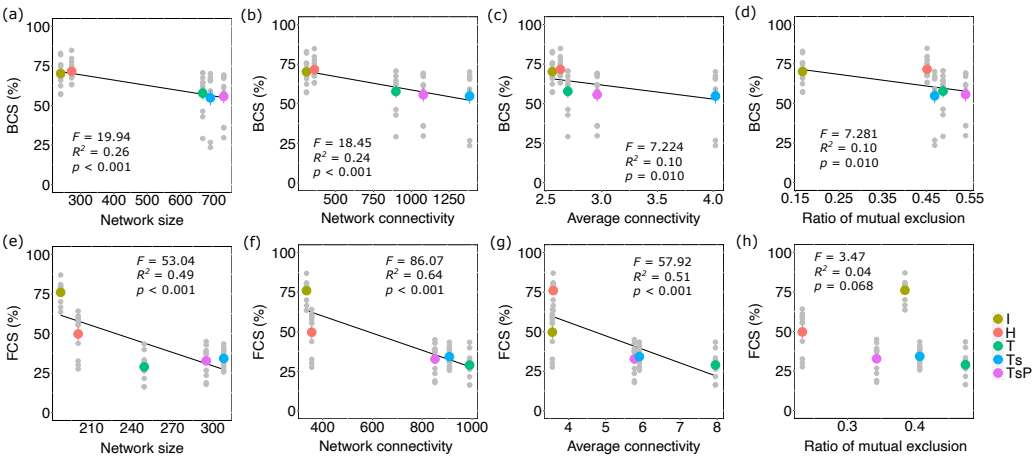 (a)
BCS (%)
100
75
50
25
0
F = 19.94
R² = 0.26
p < 0.001
300 400 500 600 700
Network size
(b)
BCS (%)
100
75
50
25
0
F = 18.45
R² = 0.24
p < 0.001
500 750 1000 1250
Network connectivity
(c)
BCS (%)
100
75
50
25
0
F = 7.224
R² = 0.10
p = 0.010
2.5 3.0 3.5 4.0
Average connectivity
(d)
BCS (%)
100
75
50
25
0
F = 7.281
R² = 0.10
p = 0.010
0.15 0.25 0.35 0.45 0.55
Ratio of mutual exclusion
(e)
FCS (%)
100
75
50
25
0
F = 53.04
R² = 0.49
p < 0.001
210 240 270 300
Network size
(f)
FCS (%)
100
75
50
25
0
F = 86.07
R² = 0.64
p < 0.001
400 600 800 1000
Network connectivity
(g)
FCS (%)
100
75
50
25
0
F = 57.92
R² = 0.51
p < 0.001
4 5 6 7 8
Average connectivity
(h)
FCS (%)
100
75
50
25
0
F = 3.47
R² = 0.04
p = 0.068
0.3 0.4
Ratio of mutual exclusion
I
H
T
Ts
TsP